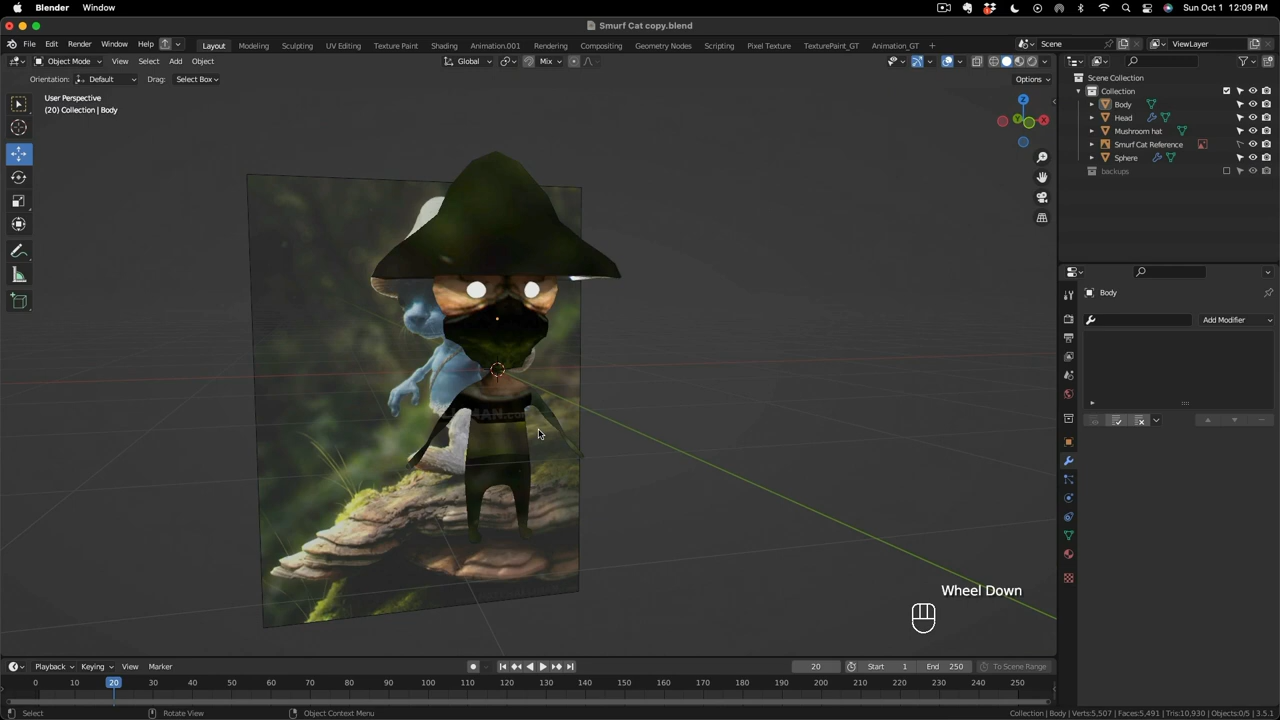 Blender Window Sun Oct 1 12:09 PM
Smurf Cat copy.blend
File Edit Render Window Help Layout Modeling Sculpting UV Editing Texture Paint Shading Animation.001 Rendering Compositing Geometry Nodes Scripting Pixel Texture TexturePaint_GT Animation_GT + Scene ViewLayer
Object Mode View Select Add Object Global Mix
Orientation: Default Drag: Select Box Options
User Perspective
(20) Collection | Body
Z
Y
X
MAN.com
Wheel Down
Scene Collection
Collection
Body
Head
Mushroom hat
Smurf Cat Reference
Sphere
backups
Body
Add Modifier
Playback Keying View Marker 20 Start 1 End 250 To Scene Range
0 10 20 30 40 50 60 70 80 90 100 110 120 130 140 150 160 170 180 190 200 210 220 230 240 250
Select Rotate View Object Context Menu Collection | Body | Verts:5,507 | Faces:5,491 | Tris:10,930 | Objects:0/5 | 3.5.1